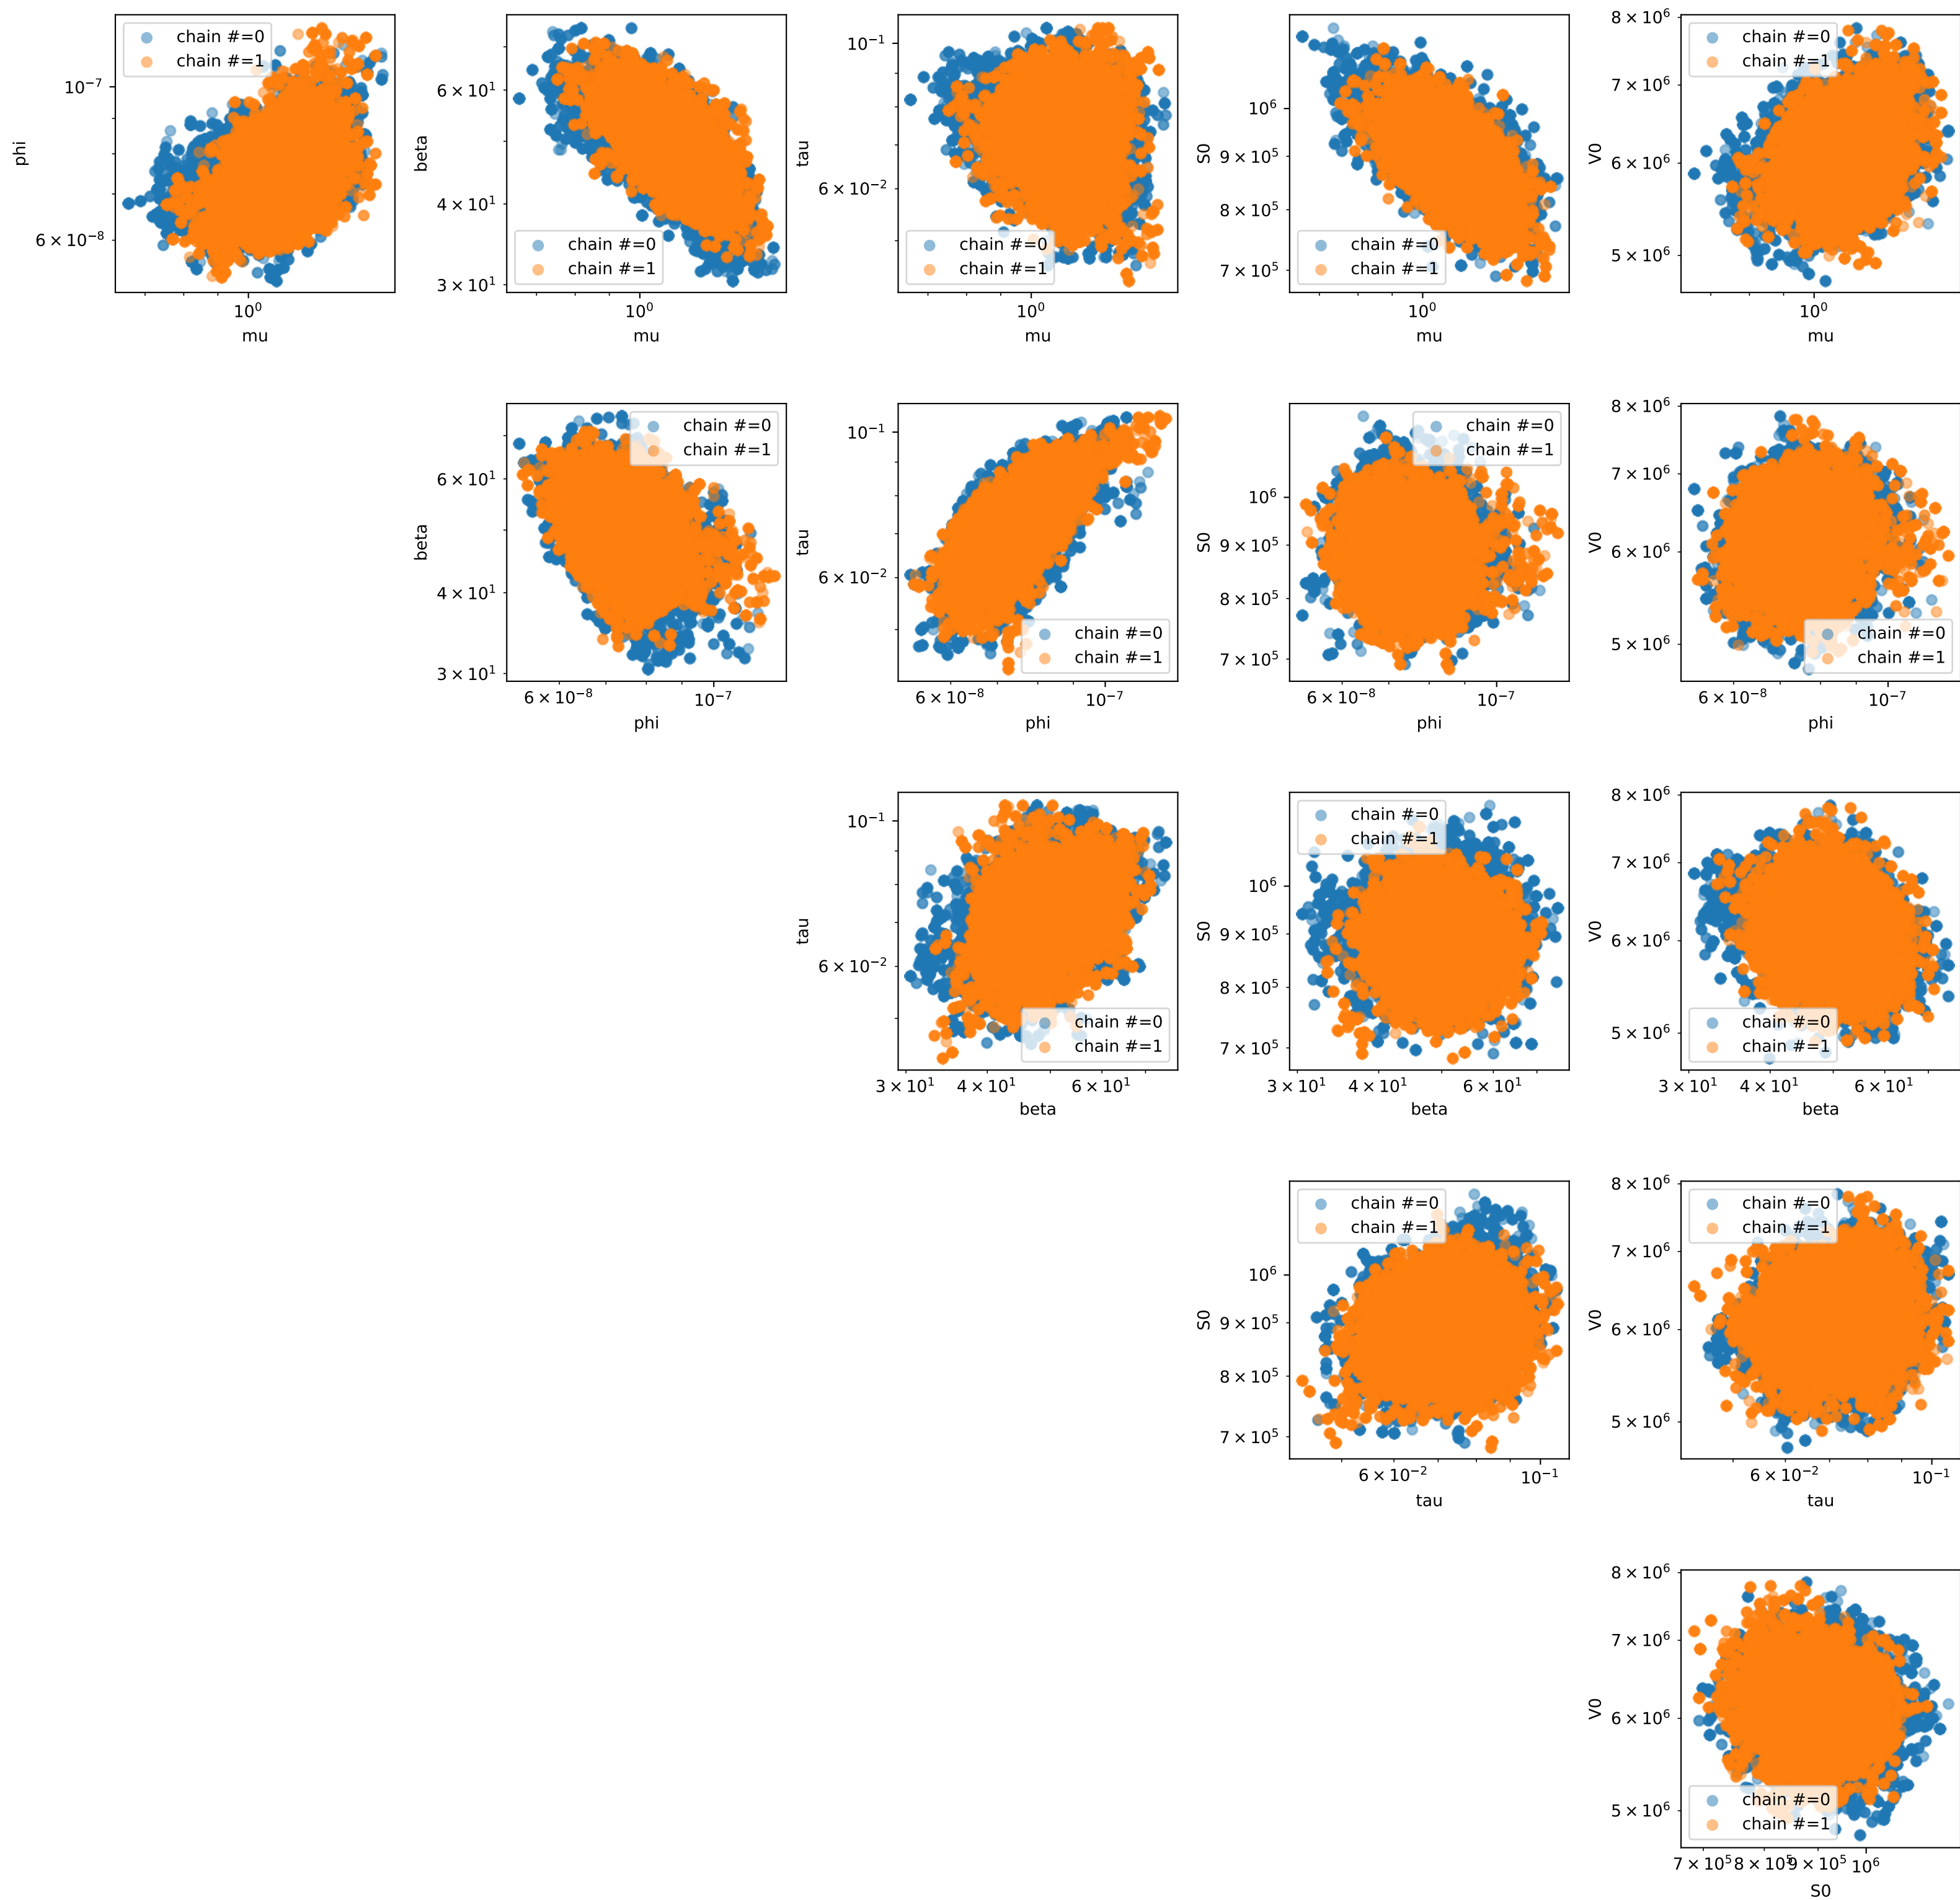 chain #=0
chain #=1
10⁻⁷
6 × 10⁻⁸
phi
10⁰
mu
6 × 10¹
4 × 10¹
3 × 10¹
beta
chain #=0
chain #=1
10⁰
mu
10⁻¹
6 × 10⁻²
tau
chain #=0
chain #=1
10⁰
mu
10⁶
9 × 10⁵
8 × 10⁵
7 × 10⁵
S0
chain #=0
chain #=1
10⁰
mu
8 × 10⁶
7 × 10⁶
6 × 10⁶
5 × 10⁶
V0
chain #=0
chain #=1
10⁰
mu
chain #=0
chain #=1
6 × 10¹
4 × 10¹
3 × 10¹
beta
6 × 10⁻⁸ 10⁻⁷
phi
10⁻¹
6 × 10⁻²
tau
chain #=0
chain #=1
6 × 10⁻⁸ 10⁻⁷
phi
chain #=0
chain #=1
10⁶
9 × 10⁵
8 × 10⁵
7 × 10⁵
S0
6 × 10⁻⁸ 10⁻⁷
phi
8 × 10⁶
7 × 10⁶
6 × 10⁶
5 × 10⁶
V0
chain #=0
chain #=1
6 × 10⁻⁸ 10⁻⁷
phi
10⁻¹
6 × 10⁻²
tau
chain #=0
chain #=1
3 × 10¹ 4 × 10¹ 6 × 10¹
beta
chain #=0
chain #=1
10⁶
9 × 10⁵
8 × 10⁵
7 × 10⁵
S0
3 × 10¹ 4 × 10¹ 6 × 10¹
beta
8 × 10⁶
7 × 10⁶
6 × 10⁶
5 × 10⁶
V0
chain #=0
chain #=1
3 × 10¹ 4 × 10¹ 6 × 10¹
beta
chain #=0
chain #=1
10⁶
9 × 10⁵
8 × 10⁵
7 × 10⁵
S0
6 × 10⁻² 10⁻¹
tau
chain #=0
chain #=1
8 × 10⁶
7 × 10⁶
6 × 10⁶
5 × 10⁶
V0
6 × 10⁻² 10⁻¹
tau
8 × 10⁶
7 × 10⁶
6 × 10⁶
5 × 10⁶
V0
chain #=0
chain #=1
7 × 10⁵ 8 × 10⁵ 9 × 10⁵ 10⁶
S0